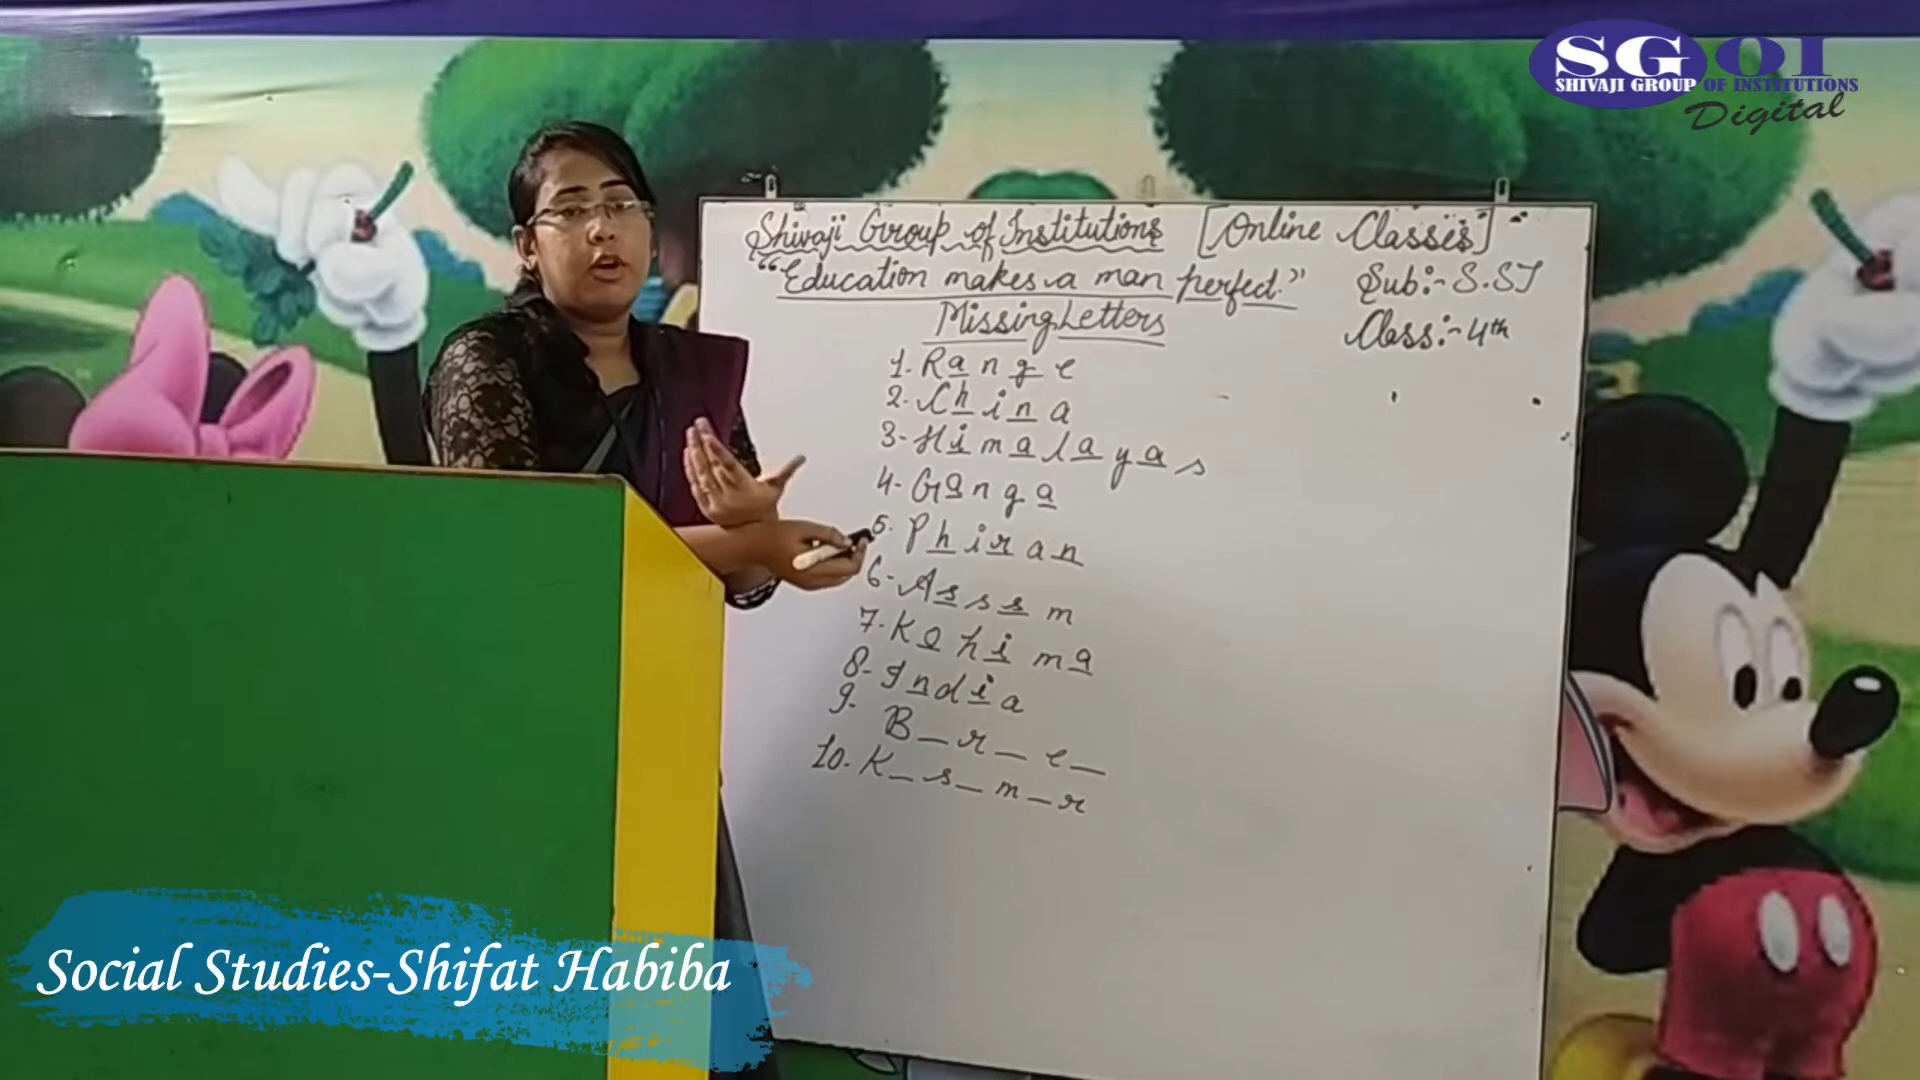 SGOI
SHIVAJI GROUP OF INSTITUTIONS
Digital
Shivaji Group of Institutions [Online Classes]
"Education makes a man perfect." Sub:- S.ST
Missing Letters Class:- 4th
1. Range
2. China
3- Himalayas
4- Ganga
5. Phiran
6- Asssm
7. Kohima
8- India
9. B_r_e_
10. K_s_m_r
Social Studies-Shifat Habiba